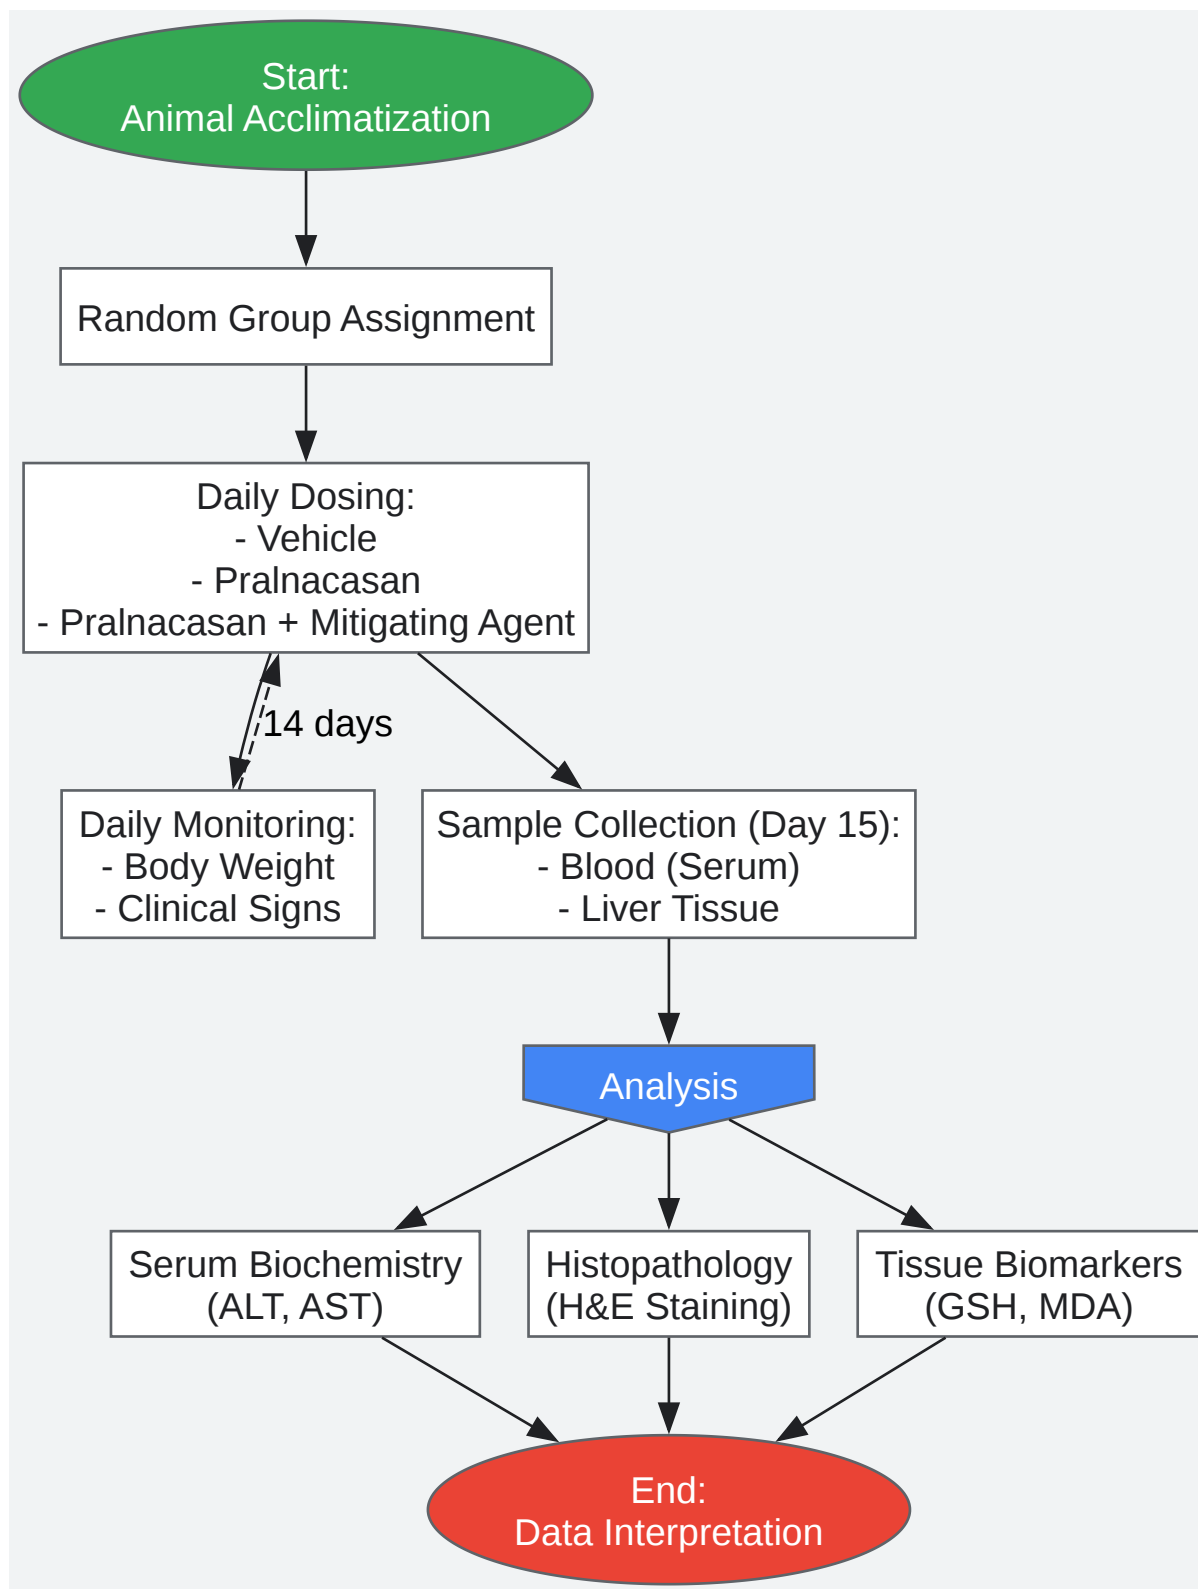 Start:
Animal Acclimatization
Random Group Assignment
Daily Dosing:
- Vehicle
- Pralnacasan
- Pralnacasan + Mitigating Agent
14 days
Daily Monitoring:
- Body Weight
- Clinical Signs
Sample Collection (Day 15):
- Blood (Serum)
- Liver Tissue
Analysis
Serum Biochemistry
(ALT, AST)
Histopathology
(H&E Staining)
Tissue Biomarkers
(GSH, MDA)
End:
Data Interpretation